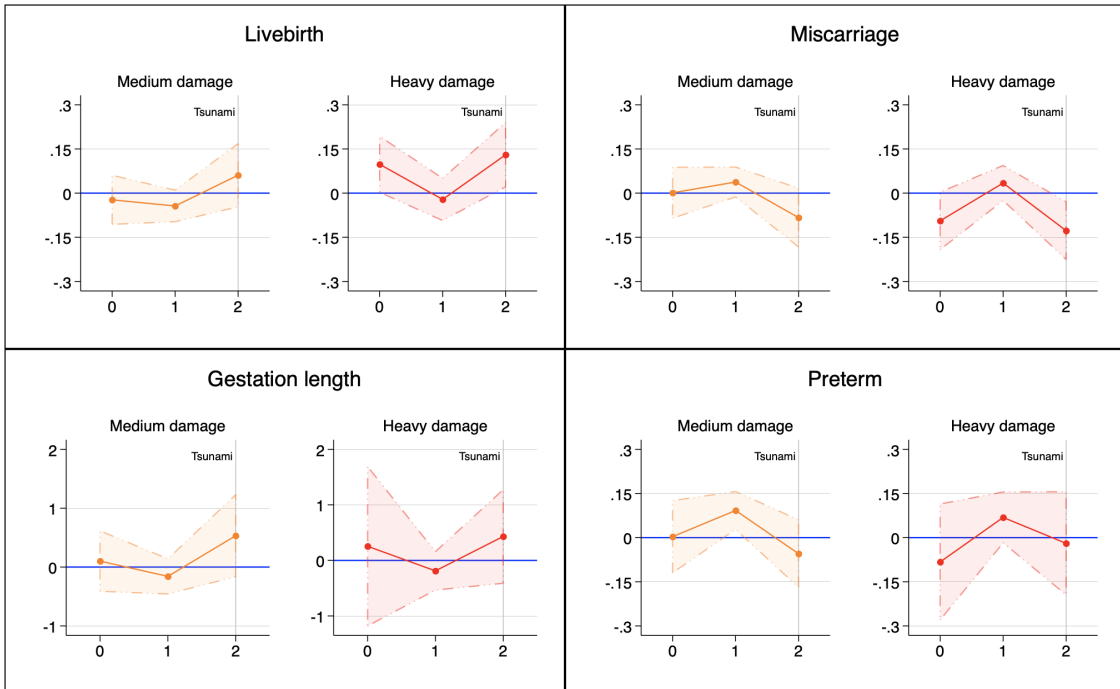 Livebirth
Medium damage
Heavy damage
Tsunami
Tsunami
.3
.15
0
-.15
-.3
0 1 2
.3
.15
0
-.15
-.3
0 1 2
Miscarriage
Medium damage
Heavy damage
Tsunami
Tsunami
.3
.15
0
-.15
-.3
0 1 2
.3
.15
0
-.15
-.3
0 1 2
Gestation length
Medium damage
Heavy damage
Tsunami
Tsunami
2
1
0
-1
0 1 2
2
1
0
-1
0 1 2
Preterm
Medium damage
Heavy damage
Tsunami
Tsunami
.3
.15
0
-.15
-.3
0 1 2
.3
.15
0
-.15
-.3
0 1 2